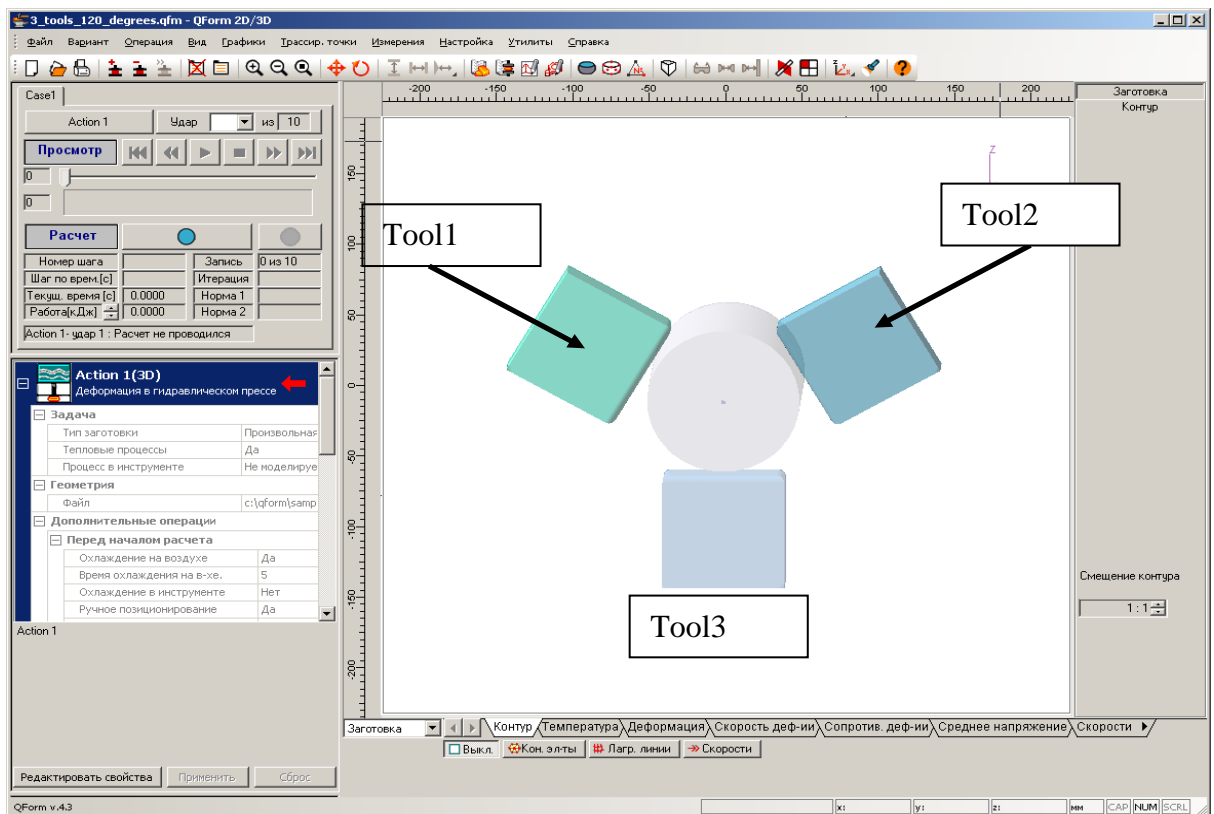 3_tools_120_degrees.qfm - QForm 2D/3D
Файл Вариант Операция Вид Графики Трассир. точки Измерения Настройка Утилиты Справка
Case1
Action 1 Удар из 10
Просмотр
0
0
Расчет
Номер шага Запись 0 из 10
Шаг по врем.[с] Итерация
Текущ. время [с] 0.0000 Норма 1
Работа[кДж] 0.0000 Норма 2
Action 1- удар 1 : Расчет не проводился
Action 1(3D)
Деформация в гидравлическом прессе
Задача
Тип заготовки Произвольная
Тепловые процессы Да
Процесс в инструменте Не моделируе
Геометрия
Файл c:\qform\samp
Дополнительные операции
Перед началом расчета
Охлаждение на воздухе Да
Время охлаждения на в-хе. 5
Охлаждение в инструменте Нет
Ручное позиционирование Да
Action 1
Редактировать свойства Применить Сброс
-200 -150 -100 -50 0 50 100 150 200
150
100
50
0
-50
-100
-150
-200
z
Tool1
Tool2
Tool3
Заготовка
Контур
Смещение контура
1 : 1
Заготовка Контур Температура Деформация Скорость деф-ии Сопротив. деф-ии Среднее напряжение Скорости
Выкл. Кон. эл-ты Лагр. линии Скорости
QForm v.4.3 x: y: z: мм CAP NUM SCRL